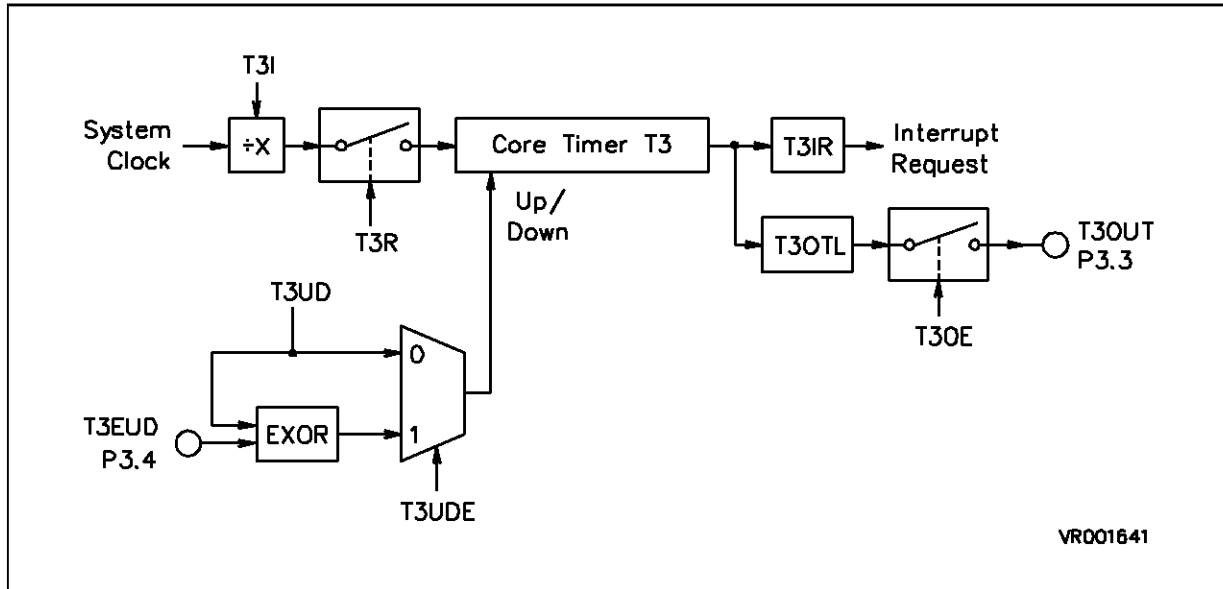 T3I
System
Clock
÷X
Core Timer T3
T3IR
Interrupt
Request
T3R
Up/
Down
T3OTL
T3OUT
P3.3
T3OE
T3UD
0
T3EUD
P3.4
EXOR
1
T3UDE
VR001641